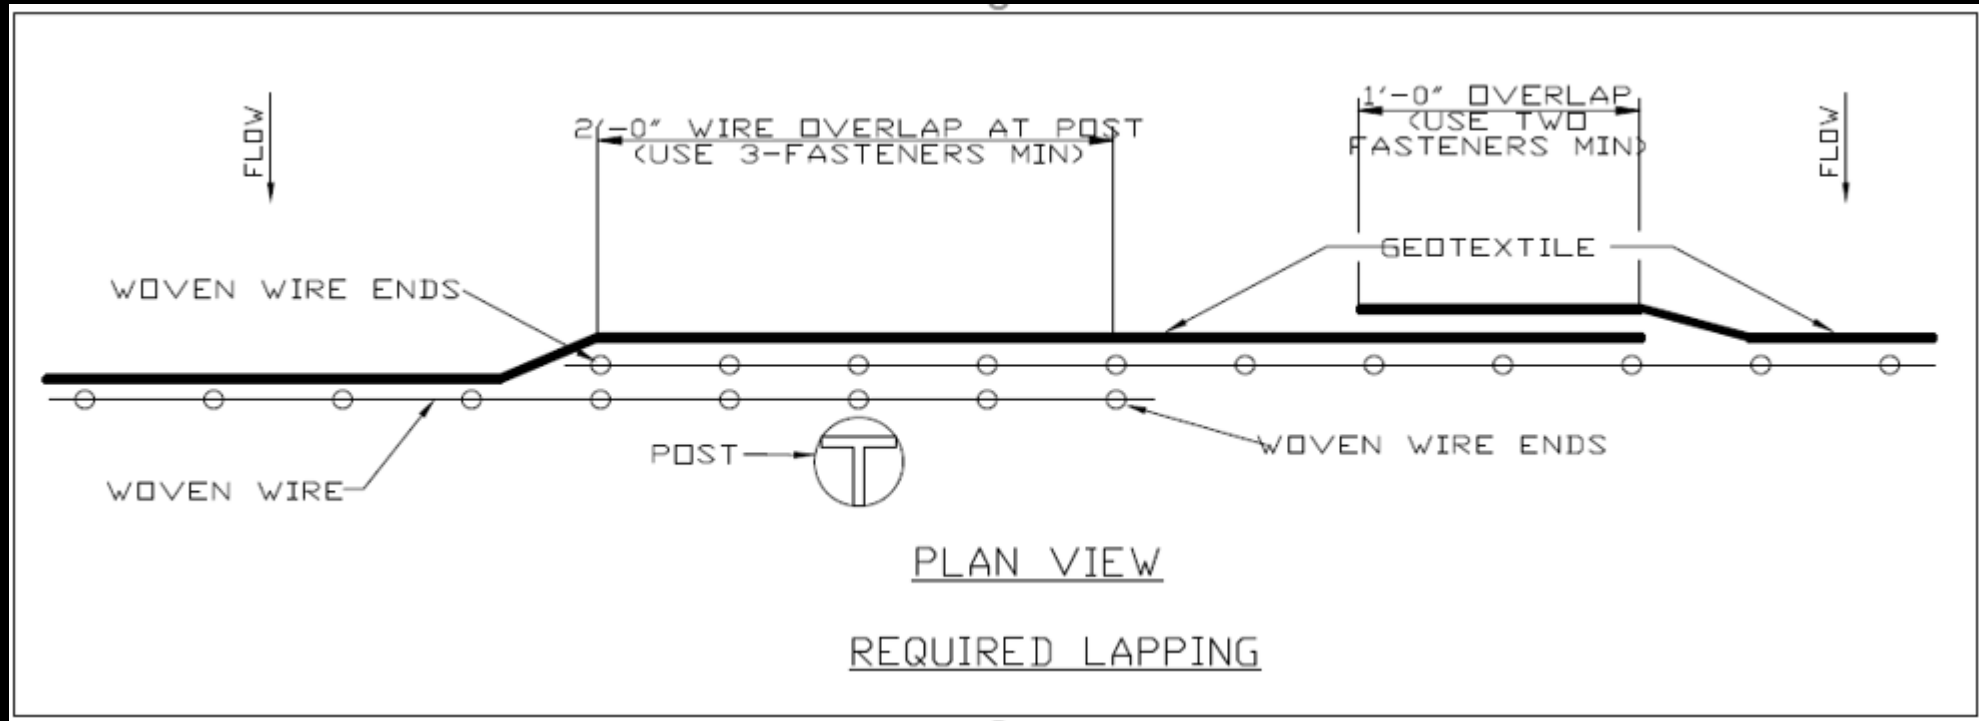 FLOW
2'-0" WIRE OVERLAP AT POST
(USE 3-FASTENERS MIN)
1'-0" OVERLAP
(USE TWO
FASTENERS MIN)
FLOW
GEOTEXTILE
WOVEN WIRE ENDS
WOVEN WIRE ENDS
POST
WOVEN WIRE
PLAN VIEW
REQUIRED LAPPING